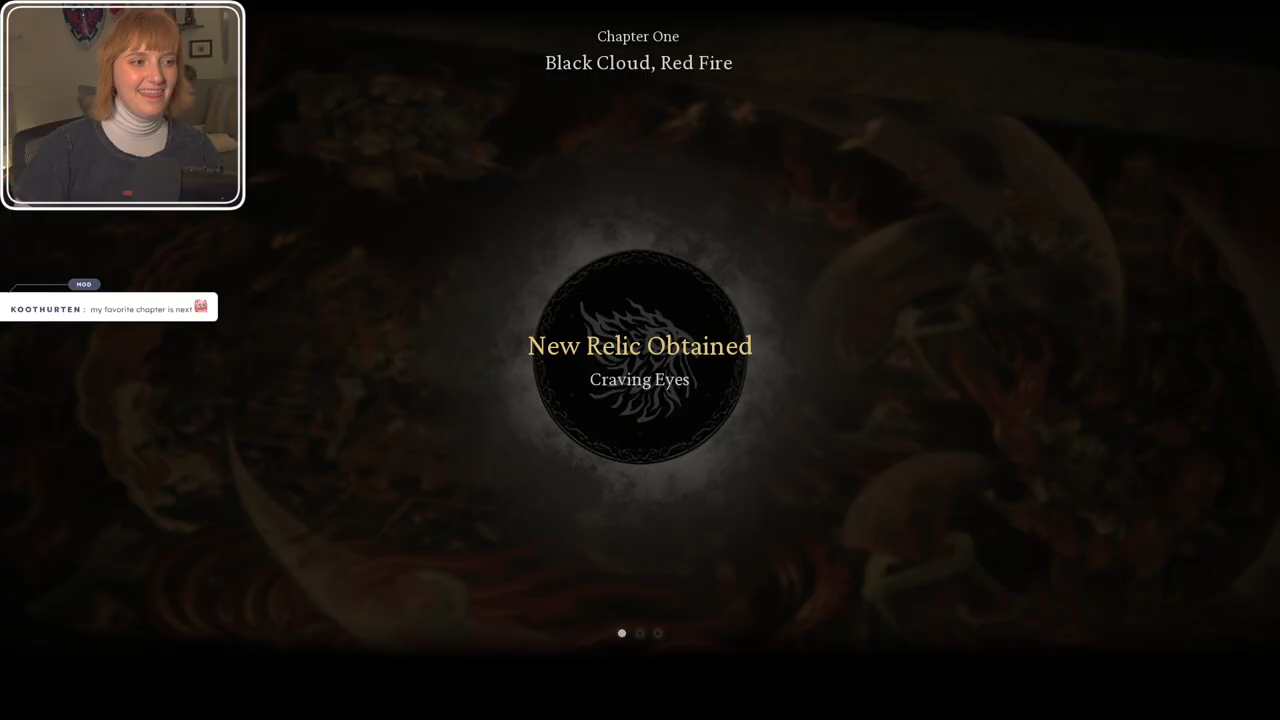 Chapter One
Black Cloud, Red Fire
MOD
KOOTHURTEN : my favorite chapter is next
New Relic Obtained
Craving Eyes